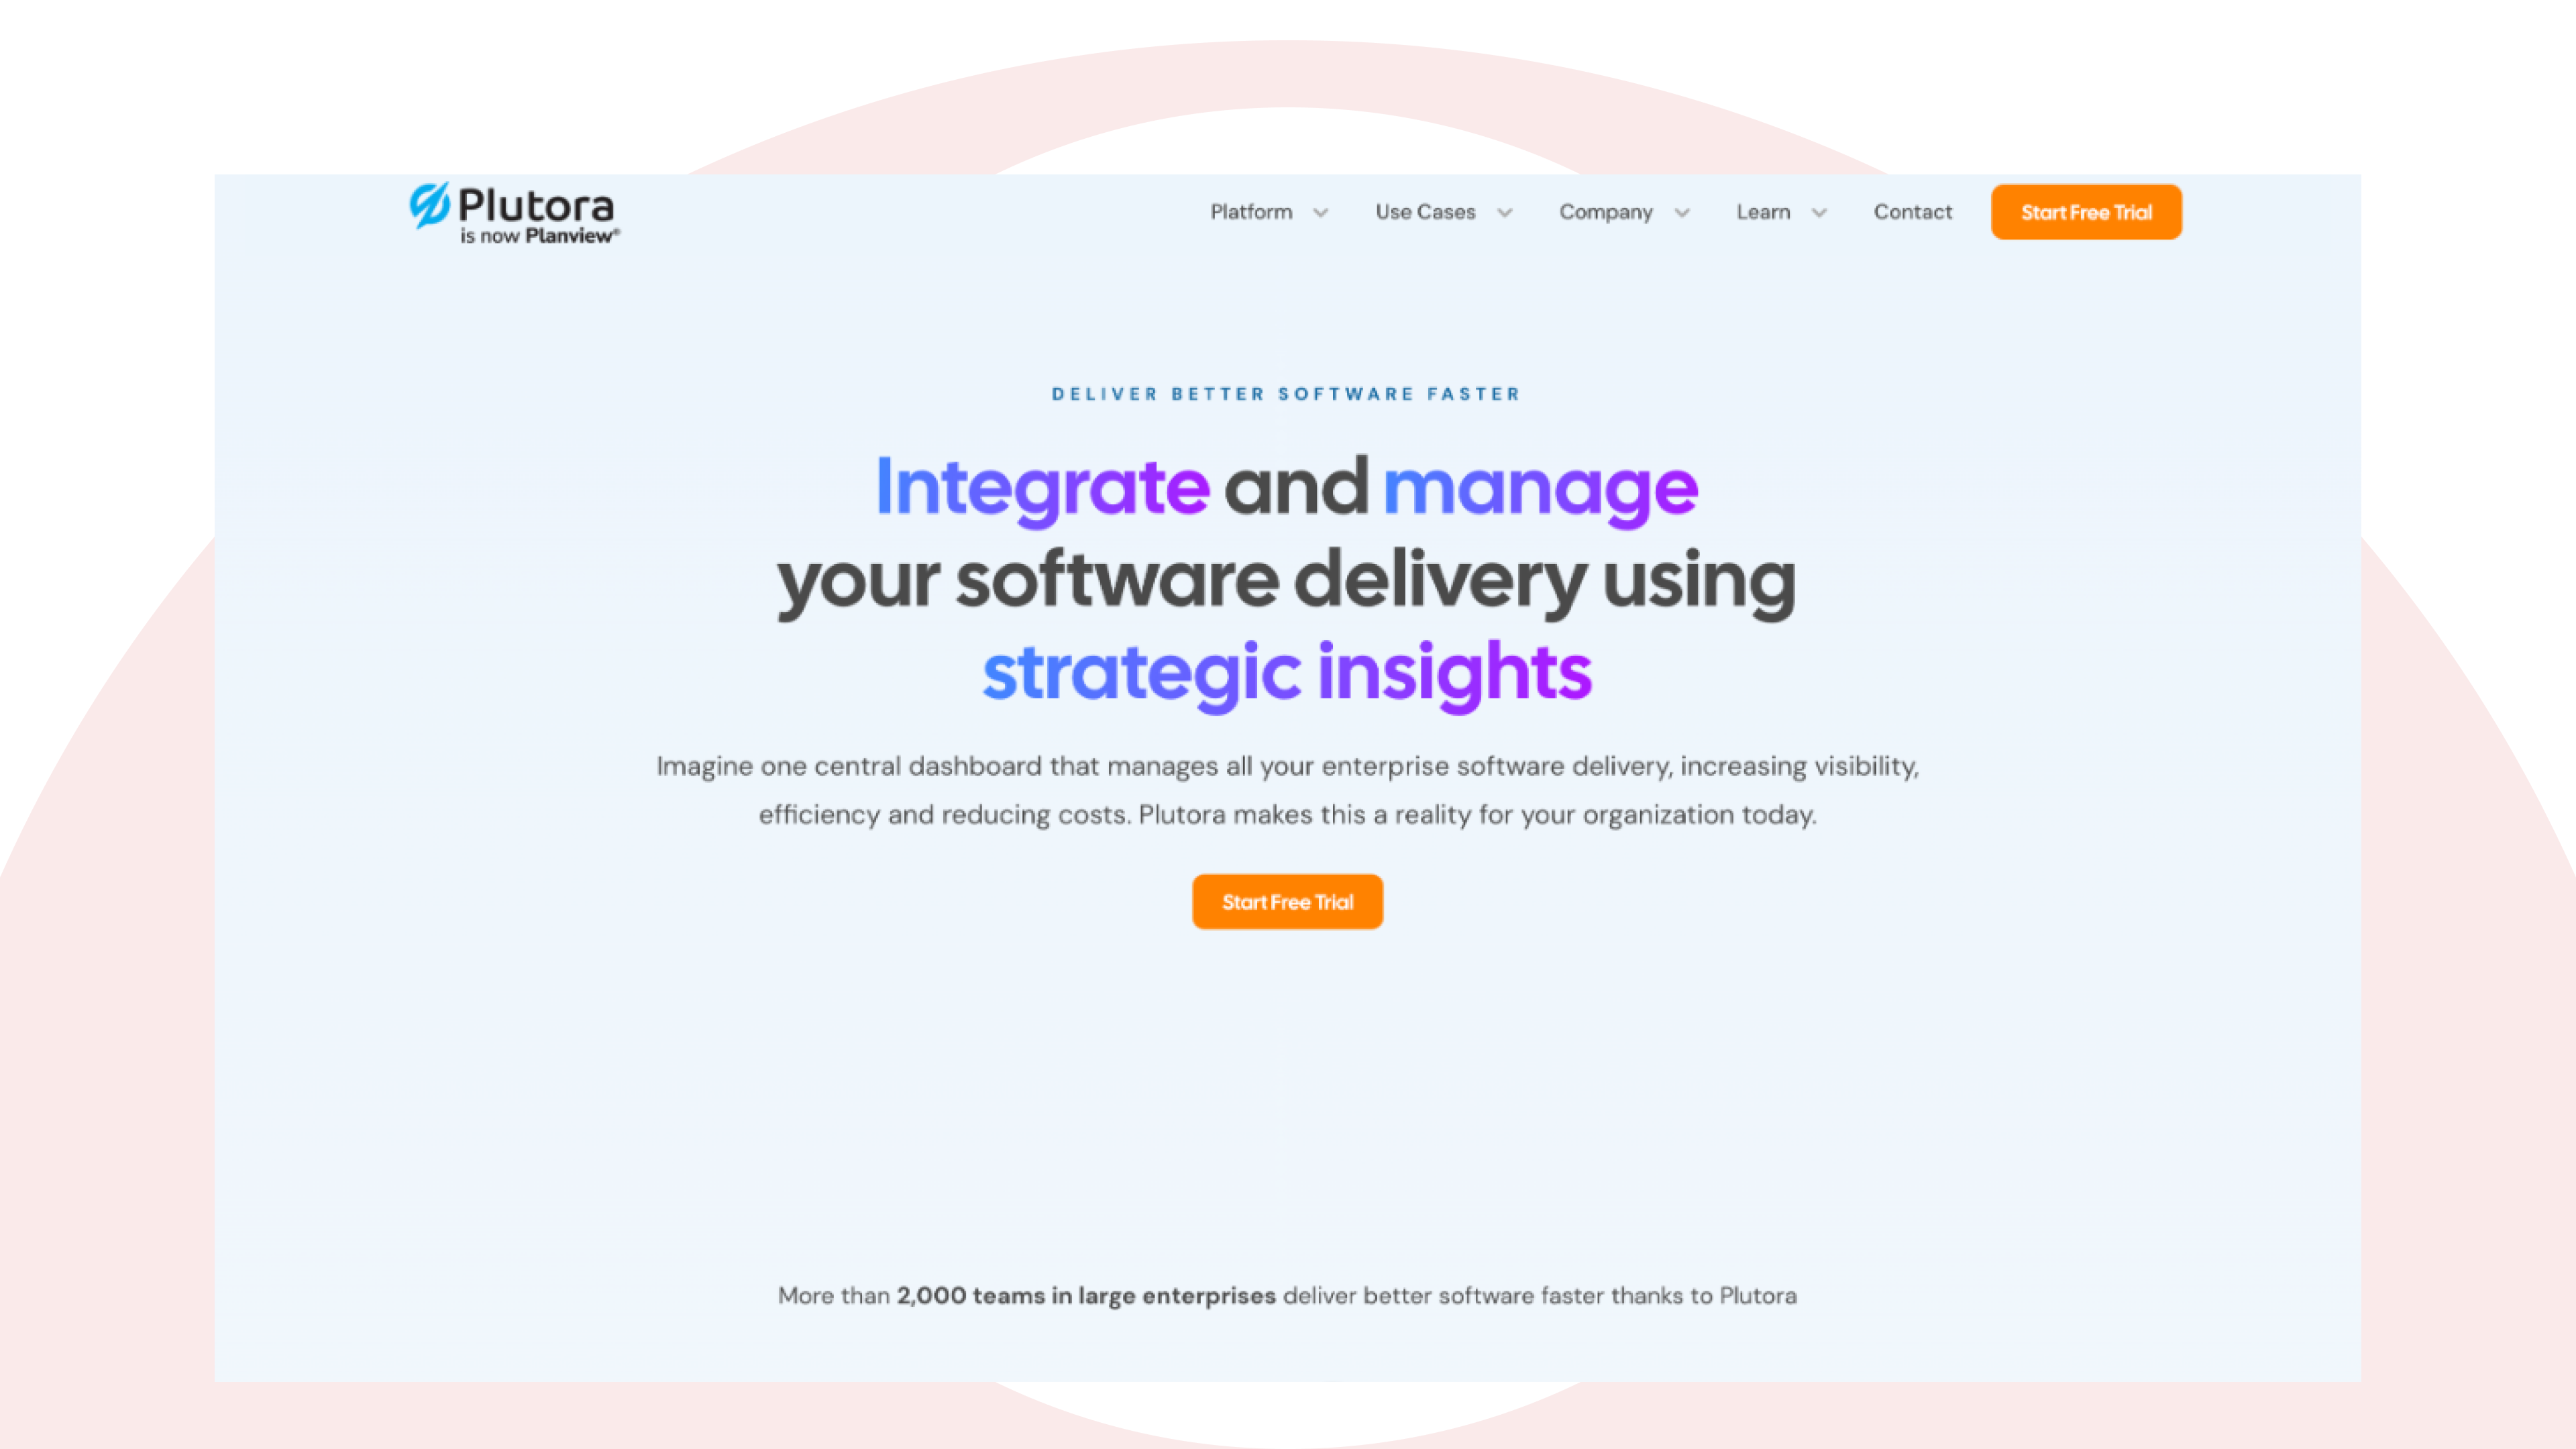 Plutora
is now Planview®
Platform
Use Cases
Company
Learn
Contact
Start Free Trial
DELIVER BETTER SOFTWARE FASTER
Integrate and manage
your software delivery using
strategic insights
Imagine one central dashboard that manages all your enterprise software delivery, increasing visibility,
efficiency and reducing costs. Plutora makes this a reality for your organization today.
Start Free Trial
More than 2,000 teams in large enterprises deliver better software faster thanks to Plutora